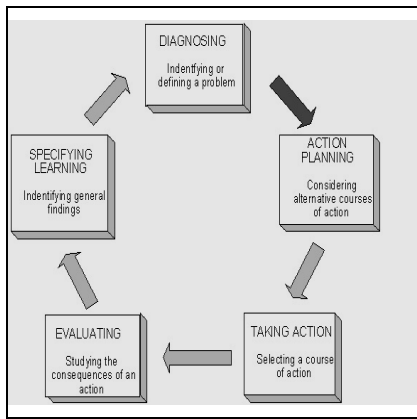 DIAGNOSING
Indentfying or
defining a problem
ACTION
PLANNING
Considering
alternative courses
of action
TAKING ACTION
Selecting a course
of action
EVALUATING
Studying the
consequences of an
action
SPECIFYING
LEARNING
Indentifying general
findings